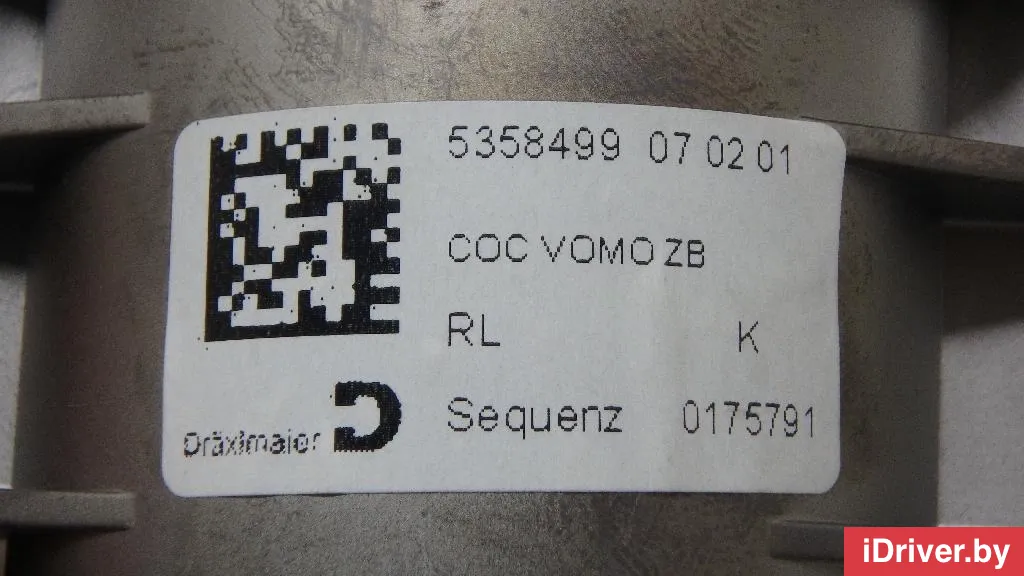 5358499 07 02 01
COC VOMO ZB
RL K
Sequenz 0175791
Dräxlmaier
iDriver.by